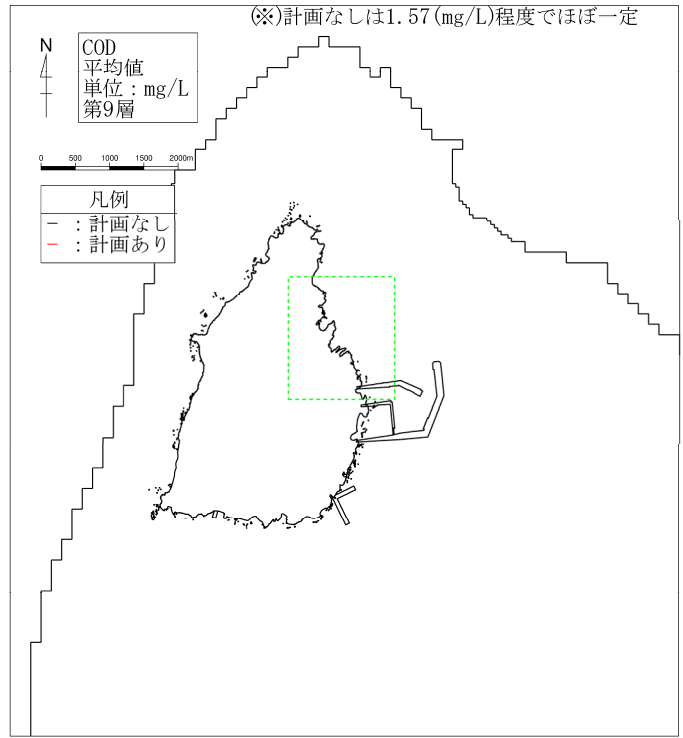 (※)計画なしは1.57(mg/L)程度でほぼ一定
N
COD
平均値
単位：mg/L
第9層
0 500 1000 1500 2000m
凡例
－ ：計画なし
－ ：計画あり